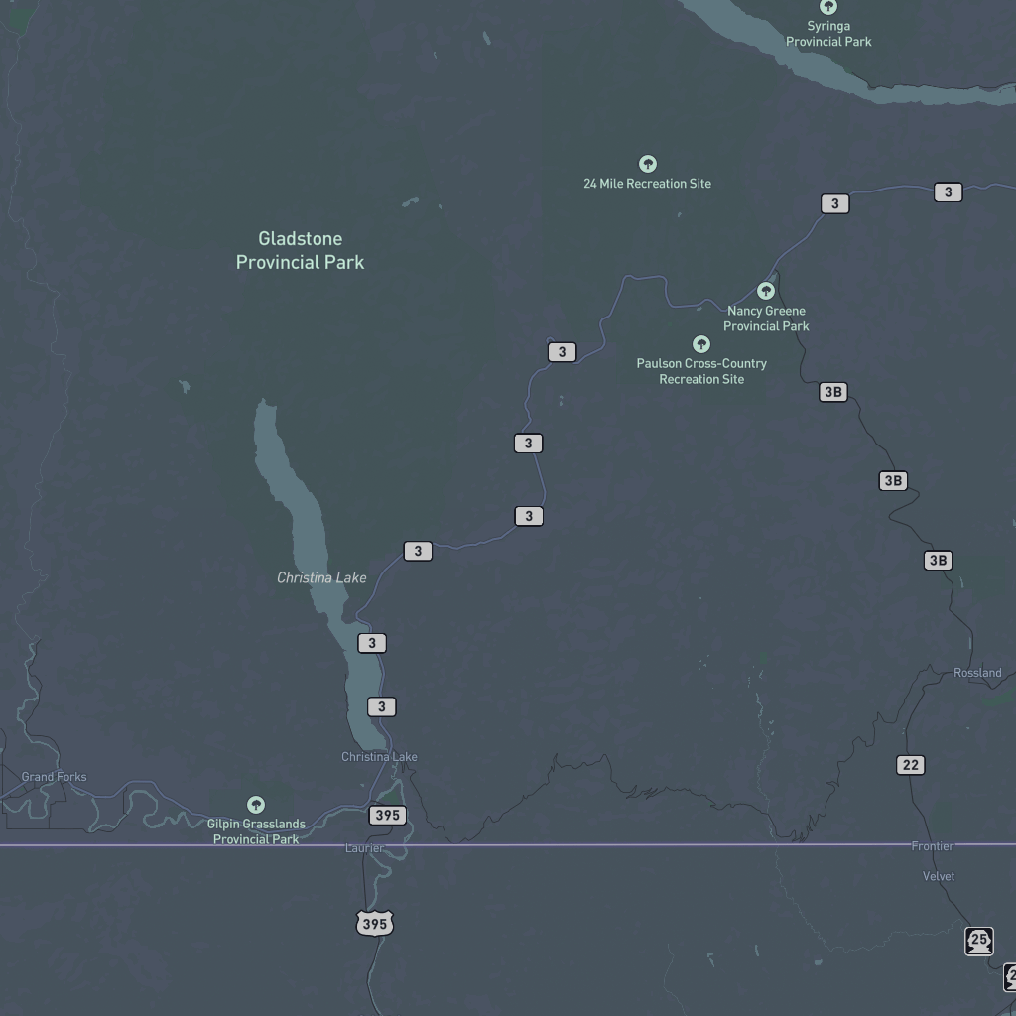 Syringa
Provincial Park
24 Mile Recreation Site
3
3
Gladstone
Provincial Park
Nancy Greene
Provincial Park
3
Paulson Cross-Country
Recreation Site
3B
3
3B
3
3
3B
Christina Lake
3
Rossland
3
Christina Lake
22
Grand Forks
395
Gilpin Grasslands
Provincial Park
Laurier
Frontier
Velvet
395
25
2